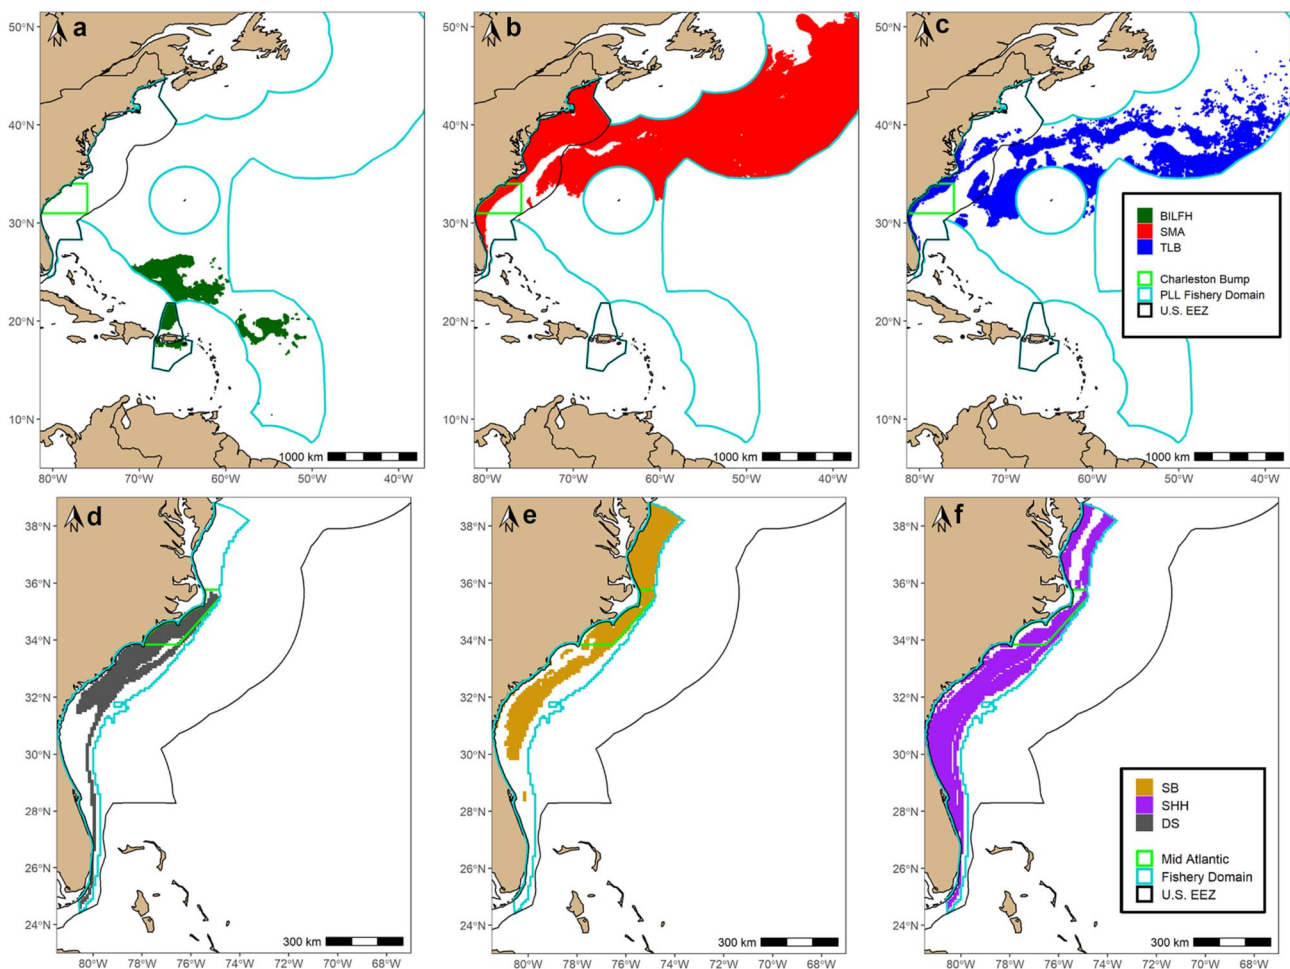 a
N
50°N
40°N
30°N
20°N
10°N
1000 km
80°W
70°W
60°W
50°W
40°W
b
N
50°N
40°N
30°N
20°N
10°N
1000 km
80°W
70°W
60°W
50°W
40°W
c
N
50°N
40°N
30°N
20°N
10°N
BILFH
SMA
TLB
Charleston Bump
PLL Fishery Domain
U.S. EEZ
1000 km
80°W
70°W
60°W
50°W
40°W
d
N
38°N
36°N
34°N
32°N
30°N
28°N
26°N
24°N
300 km
80°W
78°W
76°W
74°W
72°W
70°W
68°W
e
N
38°N
36°N
34°N
32°N
30°N
28°N
26°N
24°N
300 km
80°W
78°W
76°W
74°W
72°W
70°W
68°W
f
N
38°N
36°N
34°N
32°N
30°N
28°N
26°N
24°N
SB
SHH
DS
Mid Atlantic
Fishery Domain
U.S. EEZ
300 km
80°W
78°W
76°W
74°W
72°W
70°W
68°W